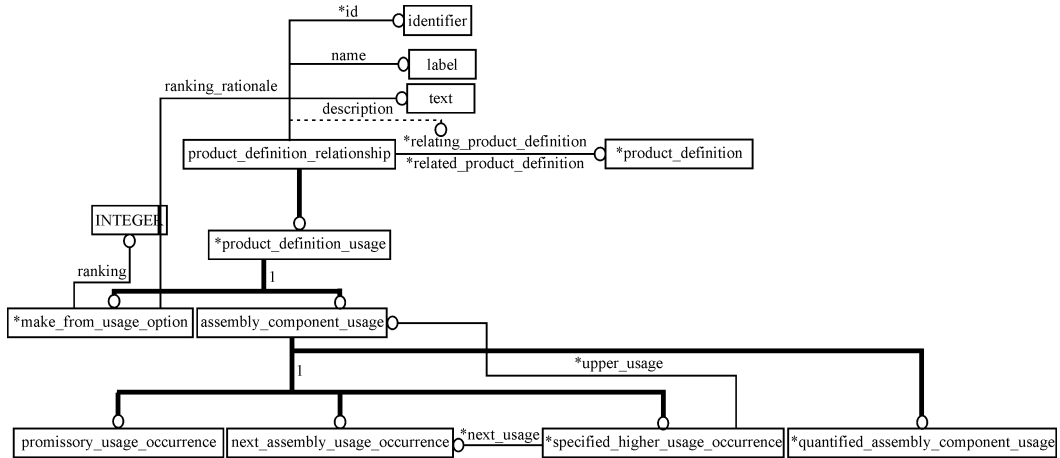 *id
identifier
name
label
ranking_rationale
text
description
*relating_product_definition
product_definition_relationship
*product_definition
*related_product_definition
INTEGER
*product_definition_usage
ranking
1
*make_from_usage_option
assembly_component_usage
*upper_usage
1
promissory_usage_occurrence
next_assembly_usage_occurrence
*next_usage
*specified_higher_usage_occurrence
*quantified_assembly_component_usage